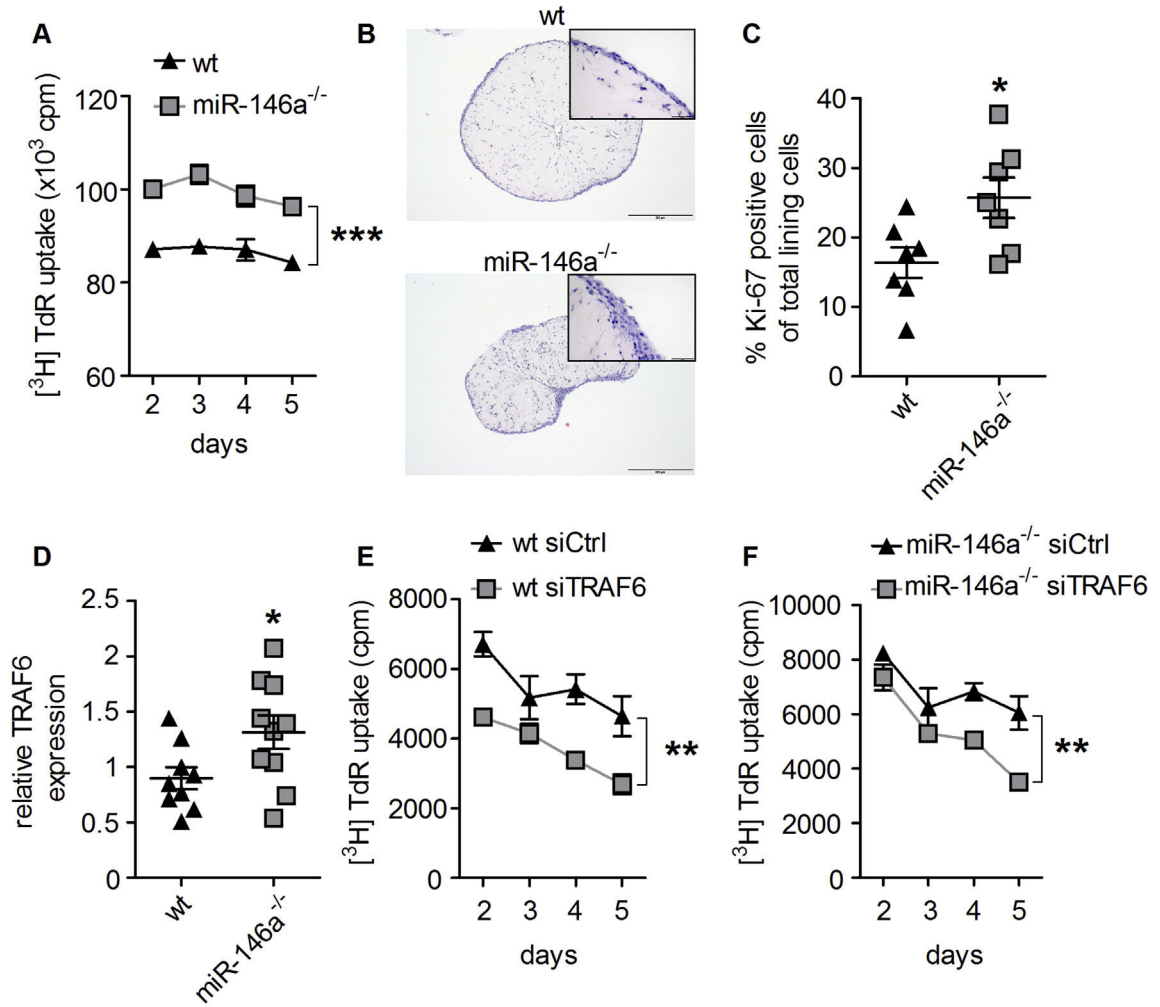 A
wt
miR-146a-/-
[3H] TdR uptake (x103 cpm)
120
100
80
60
2 3 4 5
days
***
B
wt
miR-146a-/-
C
% Ki-67 positive cells
of total lining cells
40
30
20
10
0
*
wt
miR-146a-/-
D
relative TRAF6
expression
2.5
2
1.5
1
0.5
0
*
wt
miR-146a-/-
E
wt siCtrl
wt siTRAF6
[3H] TdR uptake (cpm)
8000
6000
4000
2000
0
2 3 4 5
days
**
F
miR-146a-/- siCtrl
miR-146a-/- siTRAF6
[3H] TdR uptake (cpm)
10000
8000
6000
4000
2000
0
2 3 4 5
days
**